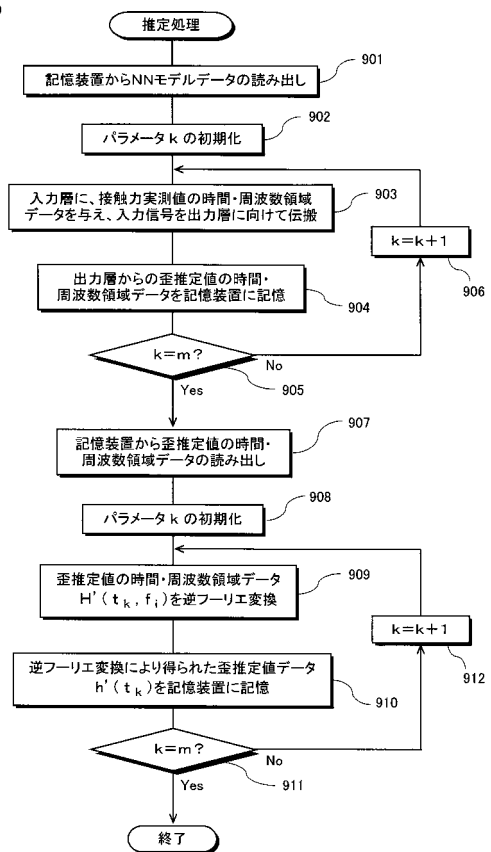 推定処理
901
記憶装置からNNモデルデータの読み出し
902
パラメータkの初期化
903
入力層に、接触力実測値の時間・周波数領域
データを与え、入力信号を出力層に向けて伝搬
k=k+1
906
出力層からの歪推定値の時間・
周波数領域データを記憶装置に記憶
904
k=m?
No
905
Yes
907
記憶装置から歪推定値の時間・
周波数領域データの読み出し
908
パラメータkの初期化
歪推定値の時間・周波数領域データ
H'(tk, fi)を逆フーリエ変換
909
k=k+1
912
逆フーリエ変換により得られた歪推定値データ
h'(tk)を記憶装置に記憶
910
k=m?
No
911
Yes
終了